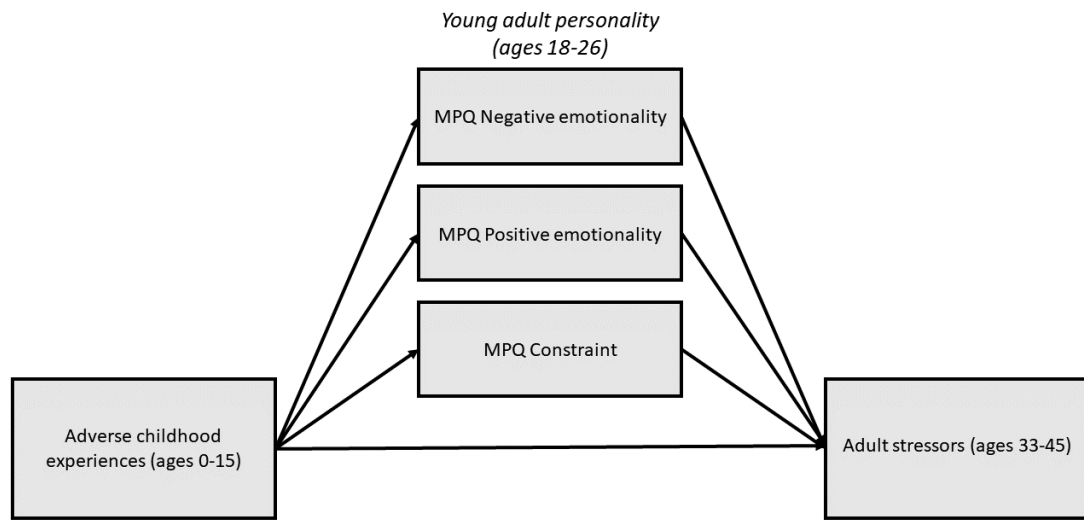 Young adult personality
(ages 18-26)
MPQ Negative emotionality
MPQ Positive emotionality
MPQ Constraint
Adverse childhood
experiences (ages 0-15)
Adult stressors (ages 33-45)